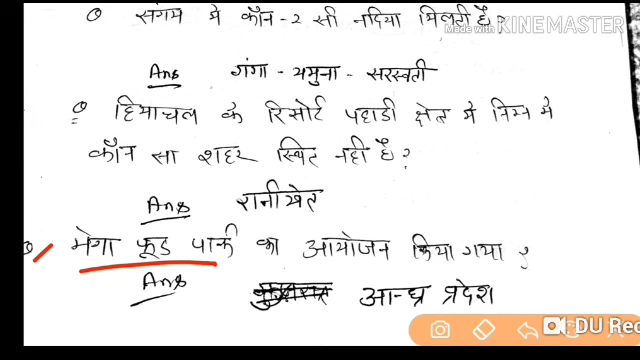 Made with KINEMASTER
Q संगम मे कौन-२ सी नदिया मिलती है?
Ans गंगा - यमुना - सरस्वती
Q हिमाचल के रिसोर्ट पहाडी क्षेत्र मे निम्न मे
कौन सा शहर स्थित नही है?
Ans रानीखेत
Q मेगा फूड पार्क का आयोजन किया गया?
Ans आन्ध्र प्रदेश
DU Rec